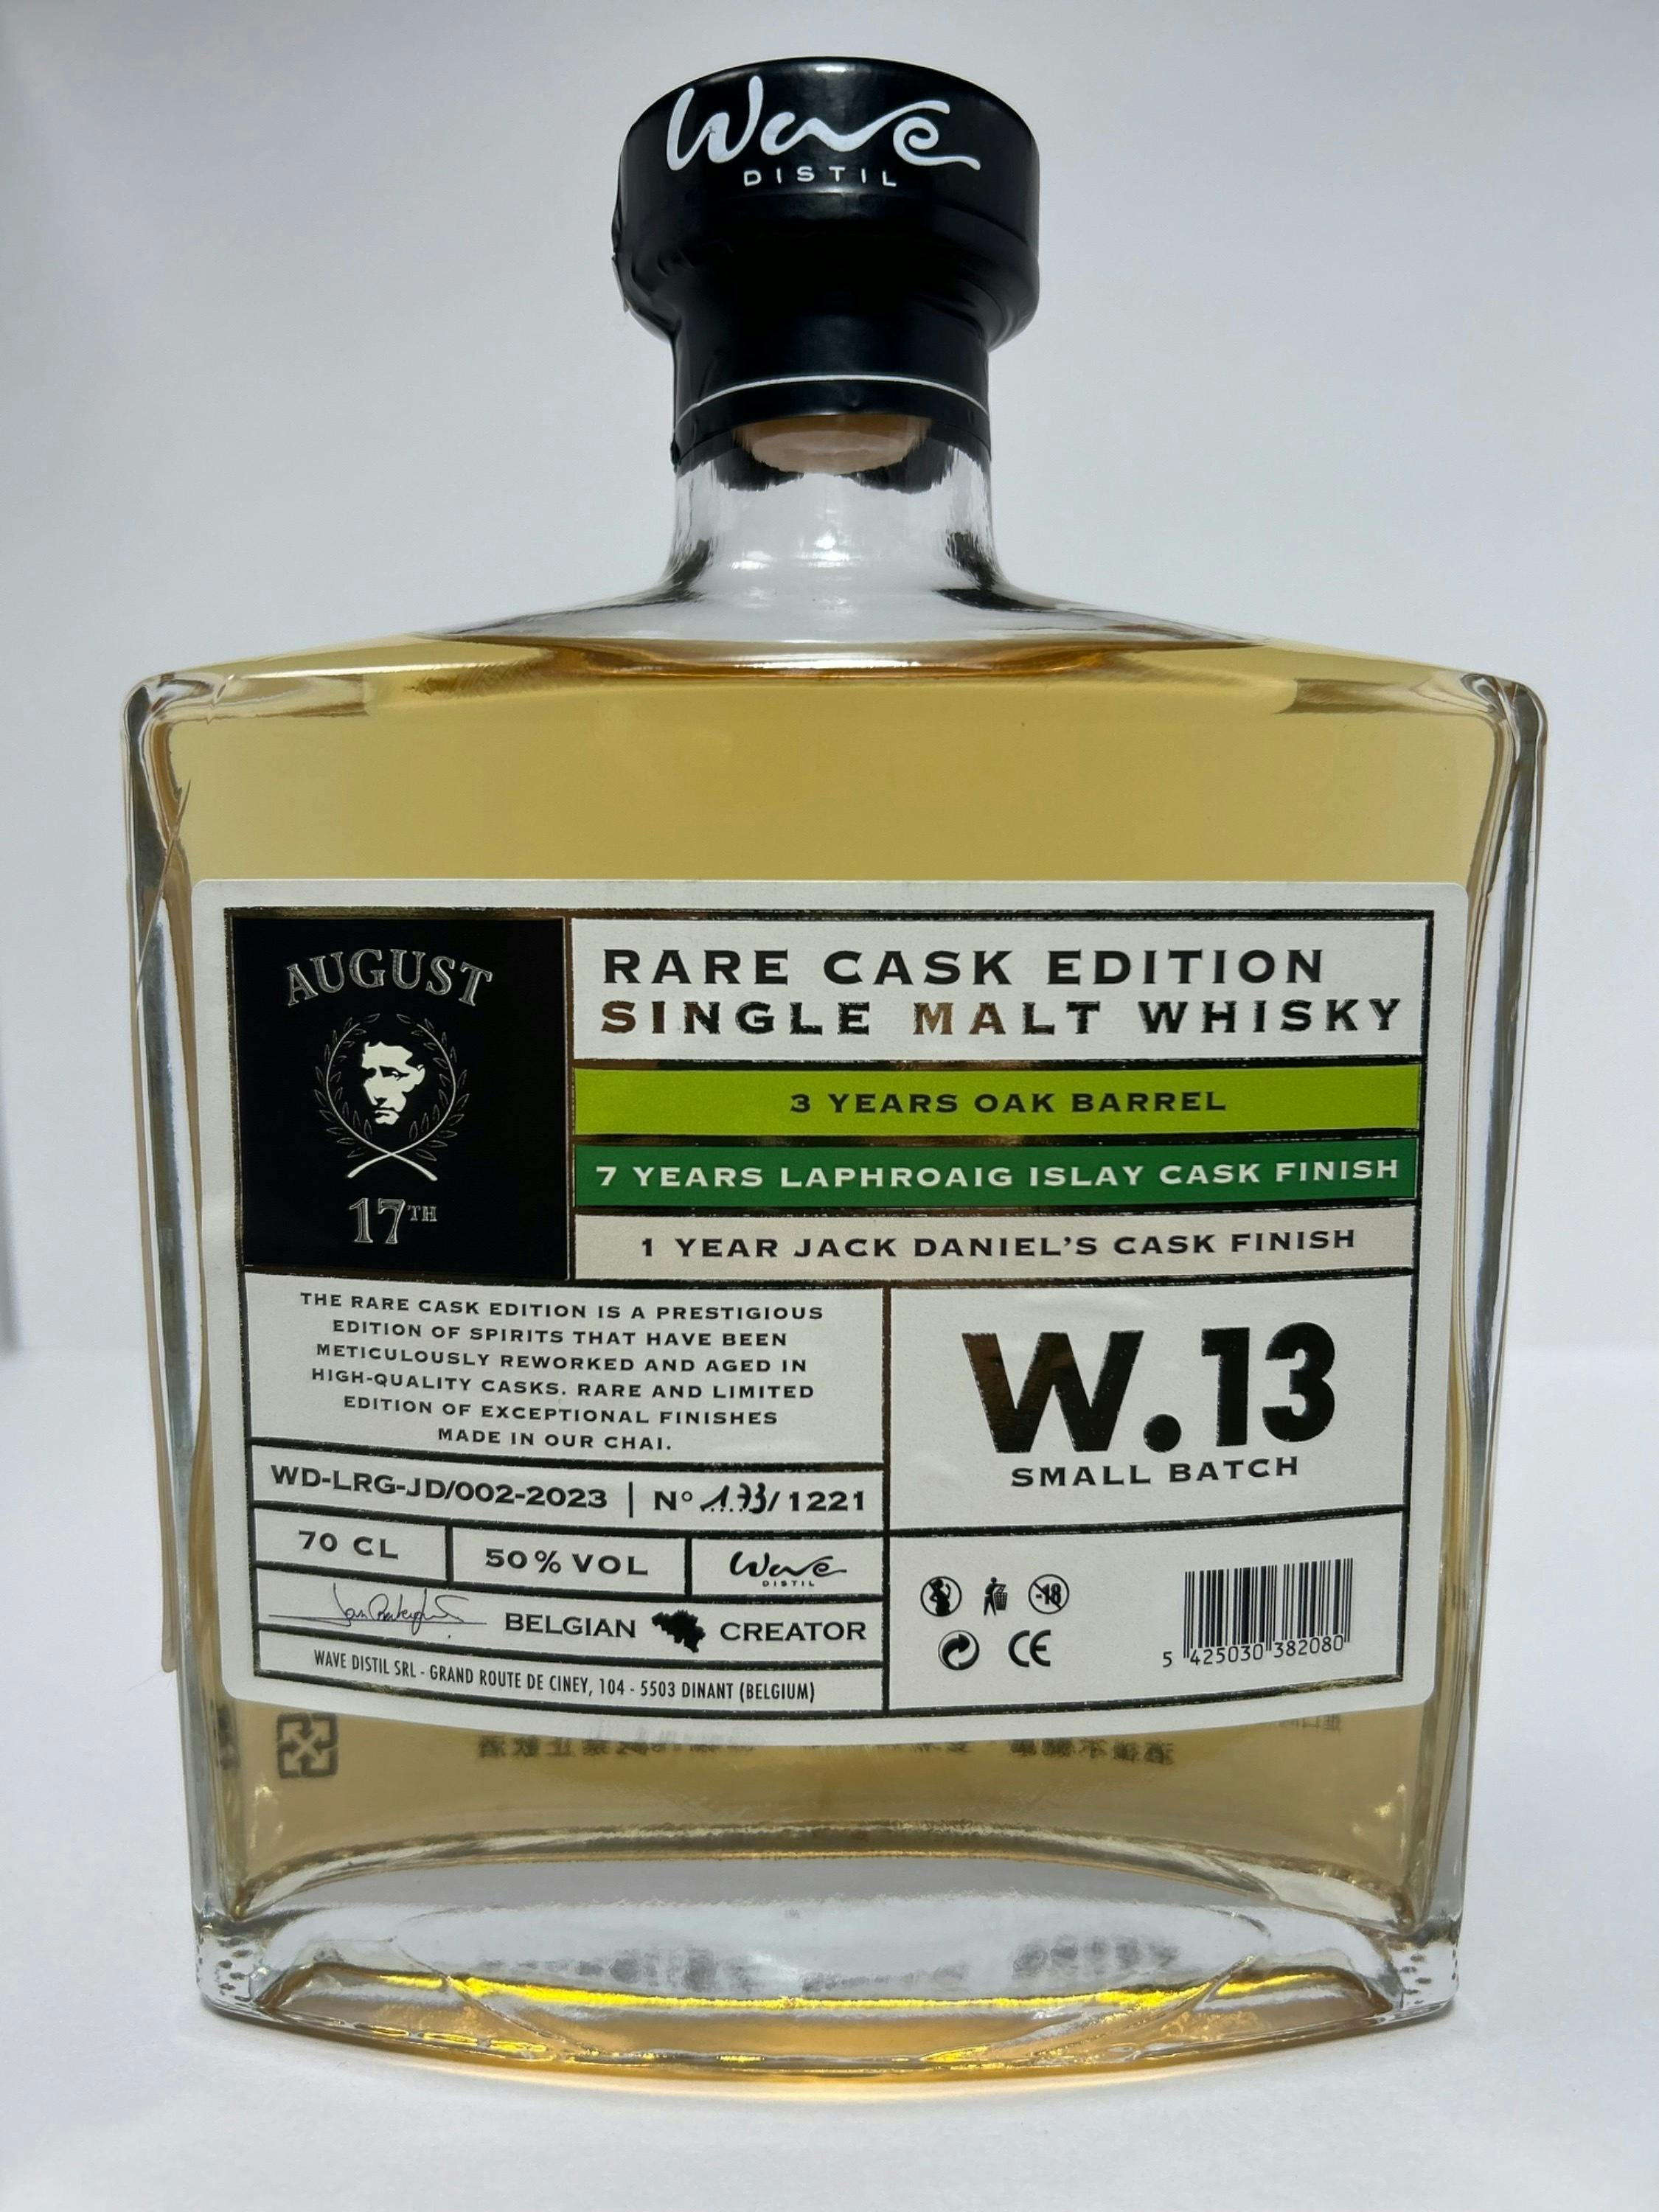 Wave
DISTIL
AUGUST
17TH
RARE CASK EDITION
SINGLE MALT WHISKY
3 YEARS OAK BARREL
7 YEARS LAPHROAIG ISLAY CASK FINISH
1 YEAR JACK DANIEL'S CASK FINISH
THE RARE CASK EDITION IS A PRESTIGIOUS
EDITION OF SPIRITS THAT HAVE BEEN
METICULOUSLY REWORKED AND AGED IN
HIGH-QUALITY CASKS. RARE AND LIMITED
EDITION OF EXCEPTIONAL FINISHES
MADE IN OUR CHAI.
W.13
SMALL BATCH
WD-LRG-JD/002-2023 | N° 173/1221
70 CL
50% VOL
Wave
DISTIL
BELGIAN CREATOR
WAVE DISTIL SRL - GRAND ROUTE DE CINEY, 104 - 5503 DINANT (BELGIUM)
-18
CE
5 425030 382080